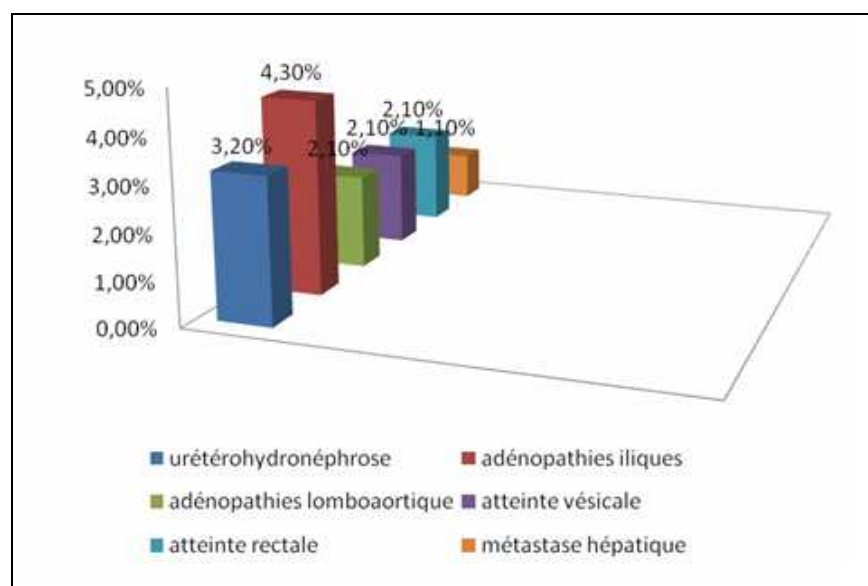 5,00%
4,00%
3,00%
2,00%
1,00%
0,00%
3,20%
4,30%
2,10%
2,10%
2,10%
1,10%
urétérohydronéphrose
adénopathies iliques
adénopathies lomboaortique
atteinte vésicale
atteinte rectale
métastase hépatique